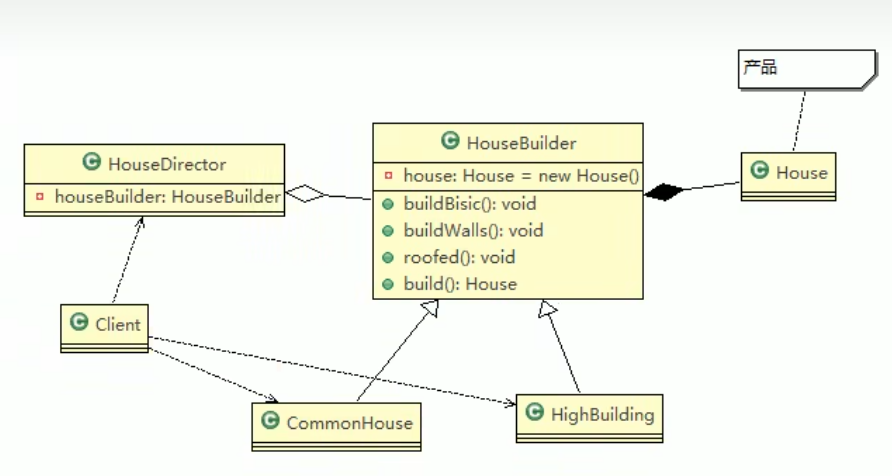 产品
HouseDirector
houseBuilder: HouseBuilder
HouseBuilder
house: House = new House()
buildBisic(): void
buildWalls(): void
roofed(): void
build(): House
House
Client
CommonHouse
HighBuilding